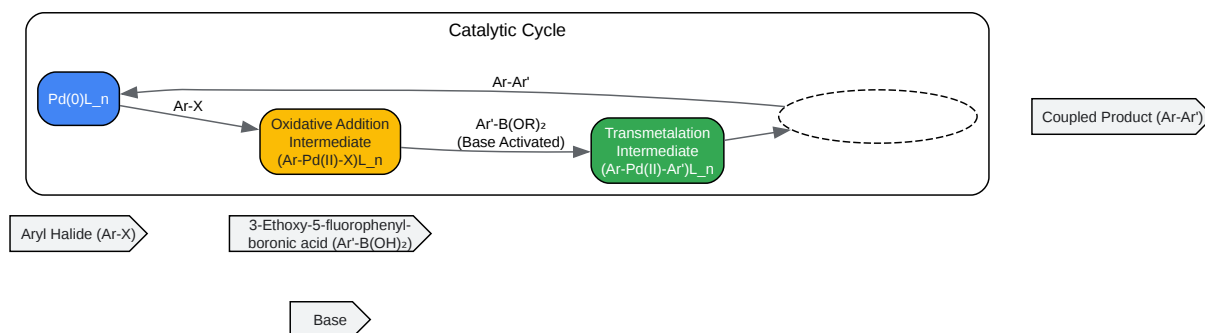 Catalytic Cycle
Pd(0)L_n
Ar-X
Oxidative Addition
Intermediate
(Ar-Pd(II)-X)L_n
Ar'-B(OR)₂
(Base Activated)
Transmetalation
Intermediate
(Ar-Pd(II)-Ar')L_n
Ar-Ar'
Coupled Product (Ar-Ar')
Aryl Halide (Ar-X)
3-Ethoxy-5-fluorophenyl-
boronic acid (Ar'-B(OH)₂)
Base